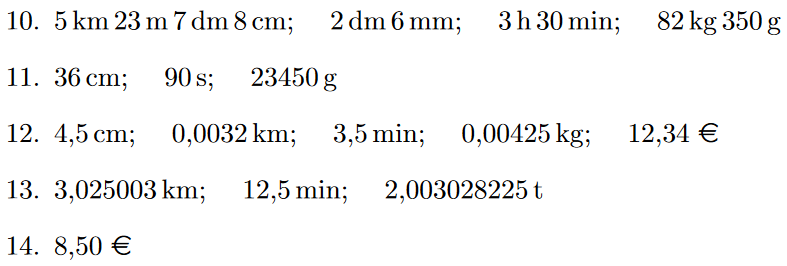 10. 5 km 23 m 7 dm 8 cm; 2 dm 6 mm; 3 h 30 min; 82 kg 350 g
11. 36 cm; 90 s; 23450 g
12. 4,5 cm; 0,0032 km; 3,5 min; 0,00425 kg; 12,34 €
13. 3,025003 km; 12,5 min; 2,003028225 t
14. 8,50 €